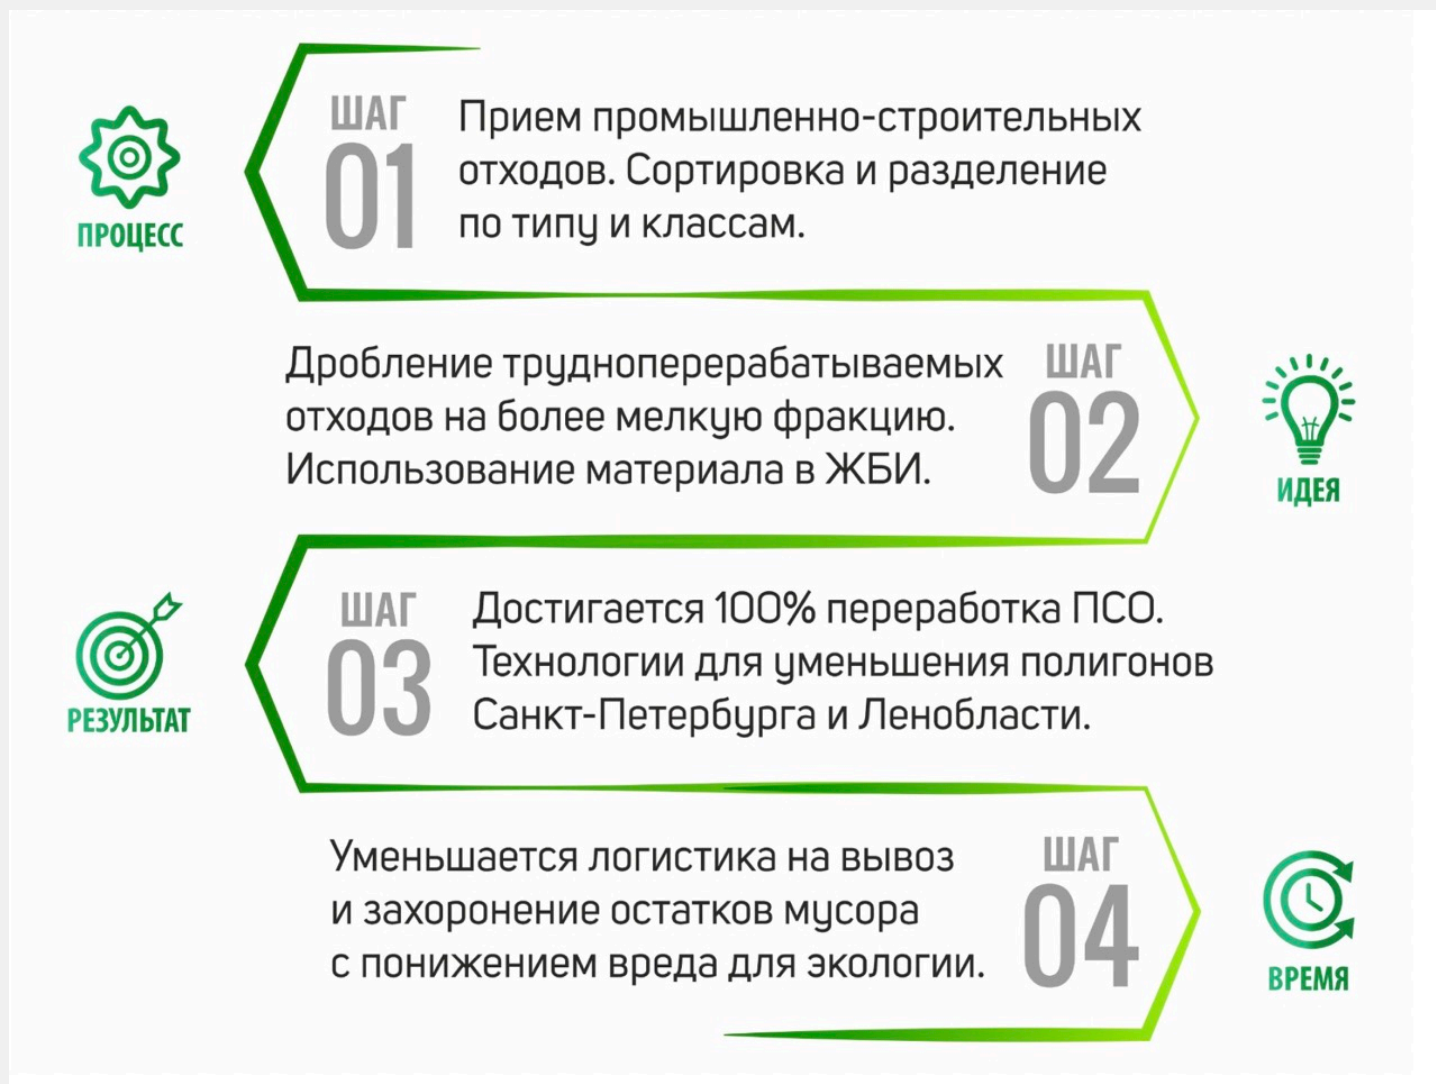 ПРОЦЕСС
ШАГ
01
Прием промышленно-строительных
отходов. Сортировка и разделение
по типу и классам.
Дробление трудноперерабатываемых
отходов на более мелкую фракцию.
Использование материала в ЖБИ.
ШАГ
02
ИДЕЯ
РЕЗУЛЬТАТ
ШАГ
03
Достигается 100% переработка ПСО.
Технологии для уменьшения полигонов
Санкт-Петербурга и Ленобласти.
Уменьшается логистика на вывоз
и захоронение остатков мусора
с понижением вреда для экологии.
ШАГ
04
ВРЕМЯ